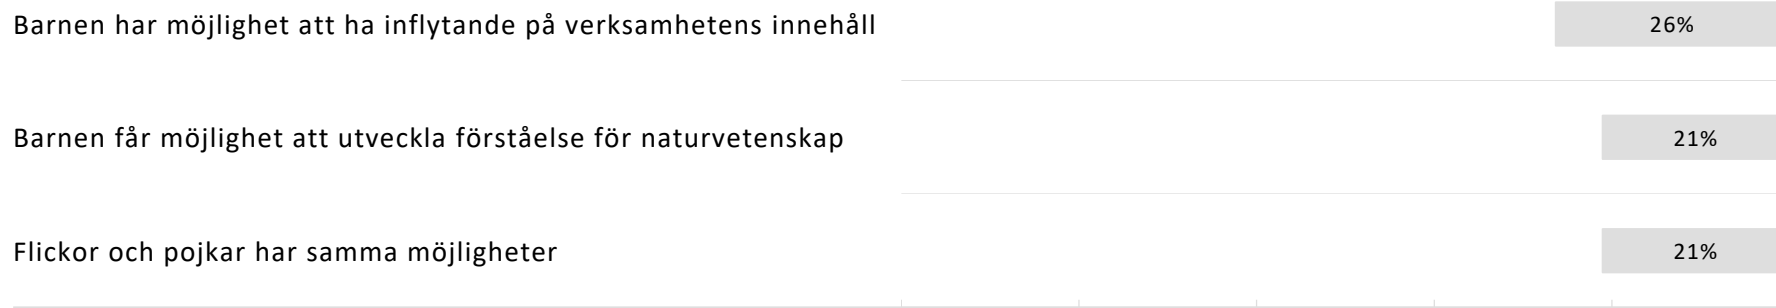 Barnen har möjlighet att ha inflytande på verksamhetens innehåll 26%
Barnen får möjlighet att utveckla förståelse för naturvetenskap 21%
Flickor och pojkar har samma möjligheter 21%